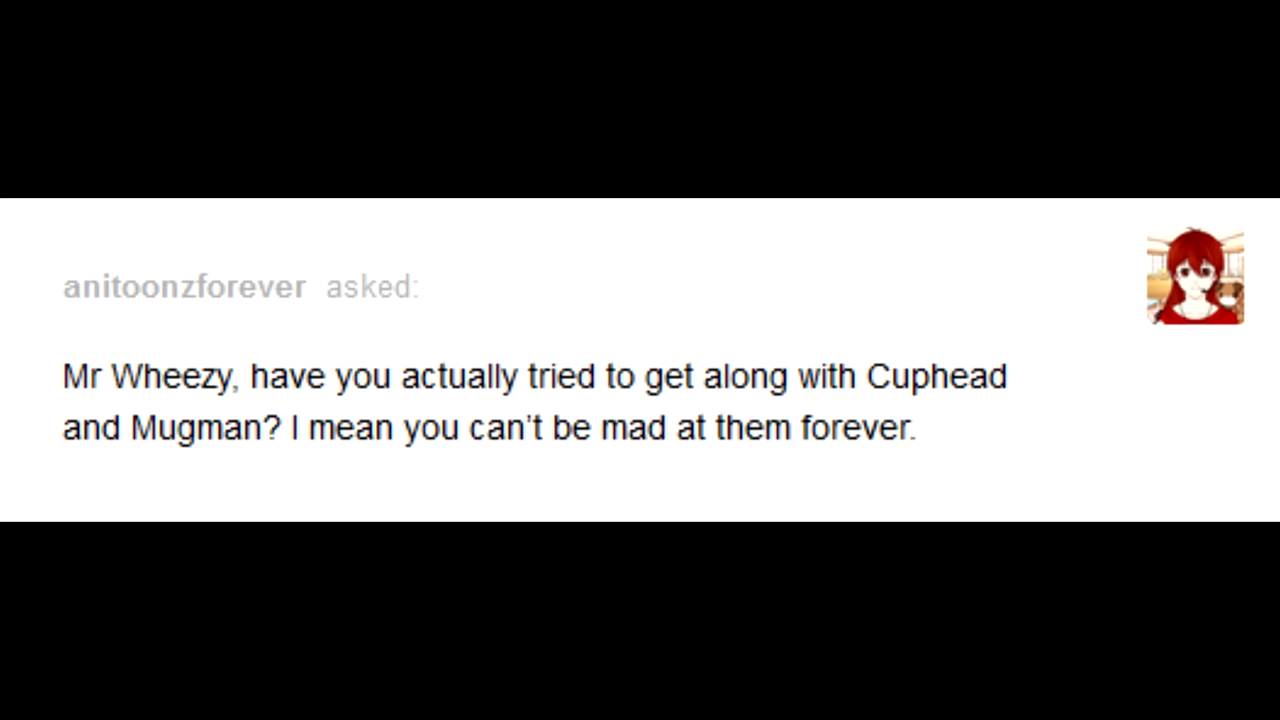 anitoonzforever asked:
Mr Wheezy, have you actually tried to get along with Cuphead
and Mugman? I mean you can’t be mad at them forever.